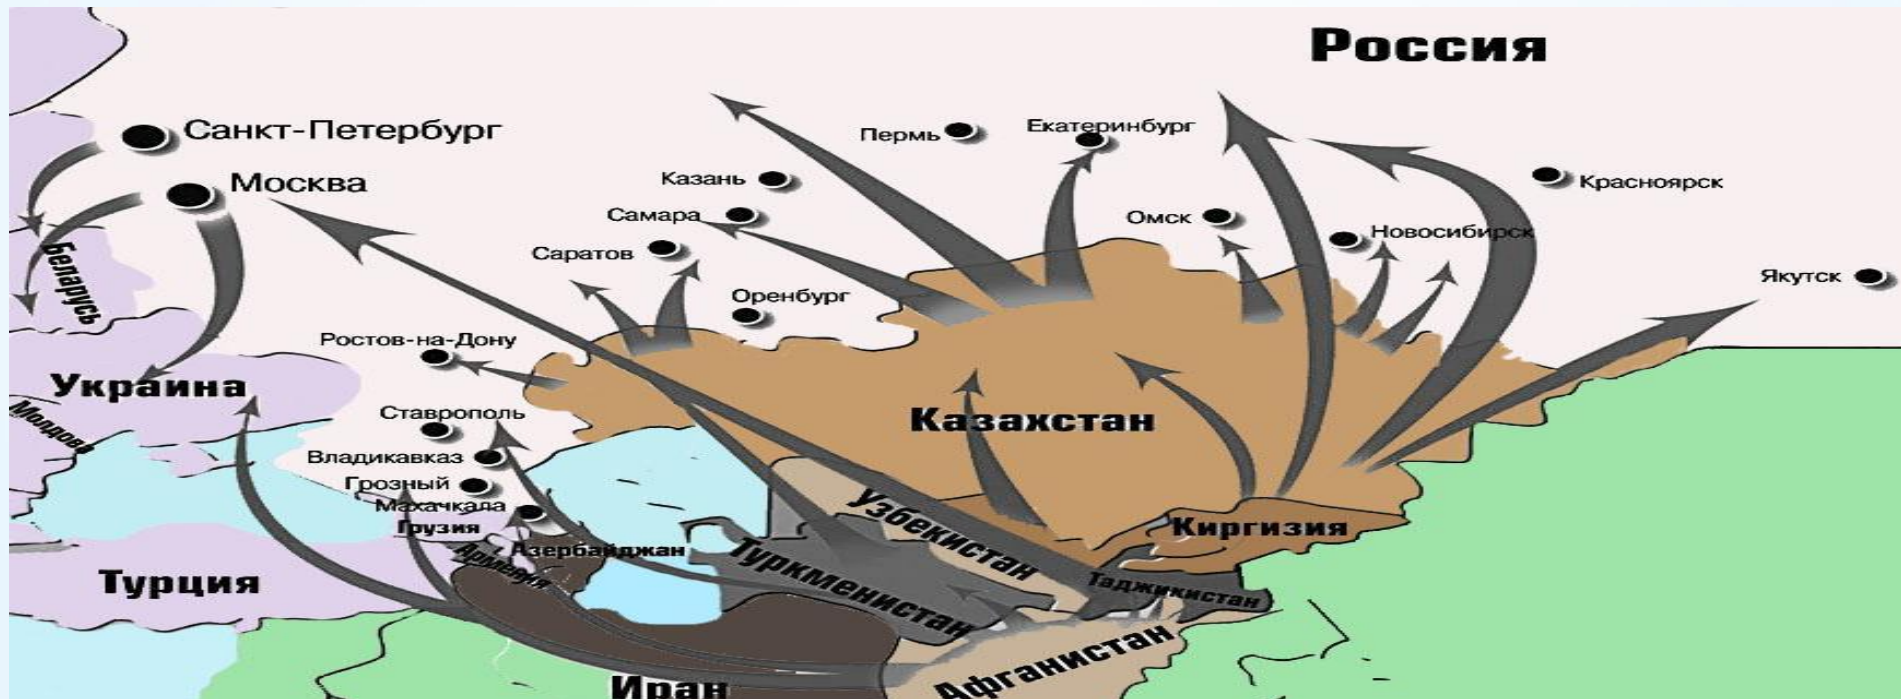 Россия
Санкт-Петербург
Москва
Пермь
Екатеринбург
Казань
Красноярск
Самара
Омск
Новосибирск
Саратов
Беларусь
Якутск
Оренбург
Ростов-на-Дону
Украина
Молдова
Ставрополь
Казахстан
Владикавказ
Грозный
Махачкала
Грузия
Узбекистан
Киргизия
Азербайджан
Армения
Турция
Туркменистан
Таджикистан
Афганистан
Иран